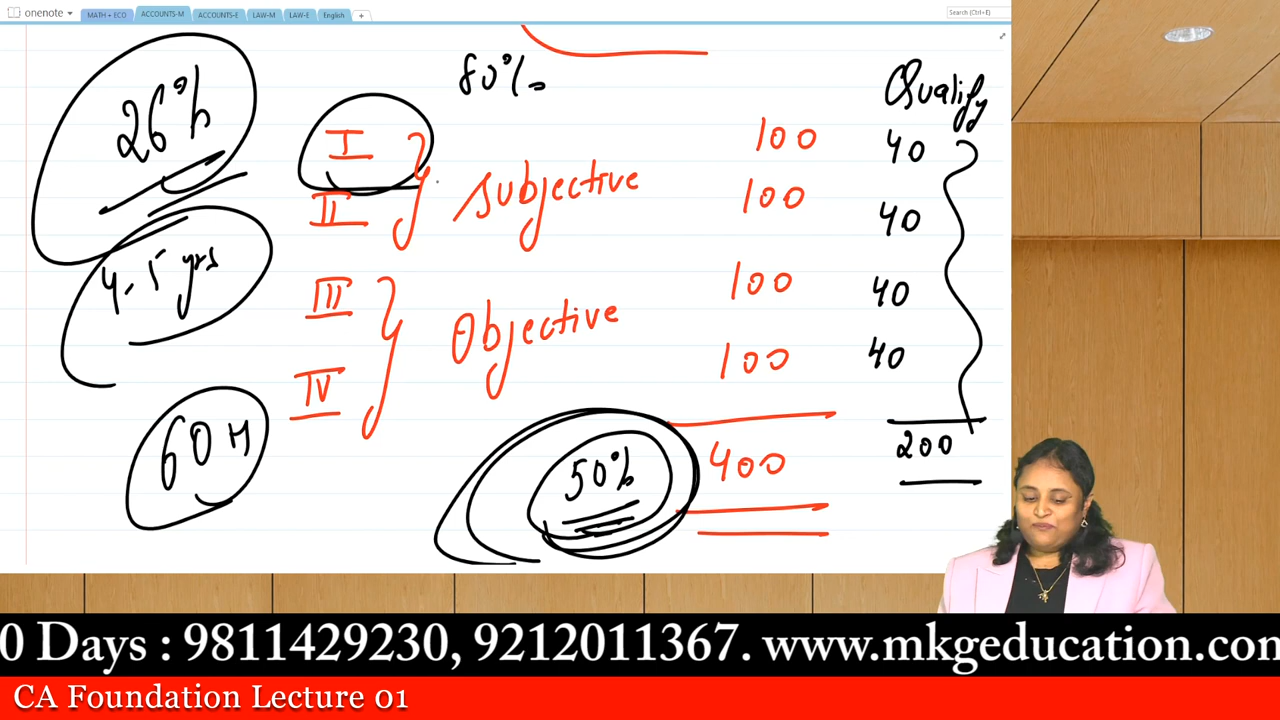 onenote
MATH + ECO
ACCOUNTS-M
ACCOUNTS-E
LAW-M
LAW-E
English
Search (Ctrl+E)
26%
4-5 yrs
60 M
80%
Qualify
I
II
Subjective
100
100
40
40
III
IV
Objective
100
100
40
40
50%
400
200
0 Days : 9811429230, 9212011367. www.mkgeducation.con
CA Foundation Lecture 01